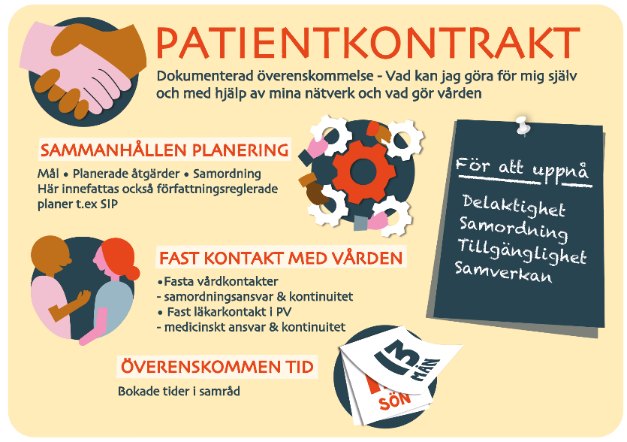 PATIENTKONTRAKT
Dokumenterad överenskommelse - Vad kan jag göra för mig själv
och med hjälp av mina nätverk och vad gör vården
SAMMANHÅLLEN PLANERING
Mål • Planerade åtgärder • Samordning
Här innefattas också författningsreglerade
planer t.ex SIP
FAST KONTAKT MED VÅRDEN
•Fasta vårdkontakter
- samordningsansvar & kontinuitet
• Fast läkarkontakt i PV
- medicinskt ansvar & kontinuitet
ÖVERENSKOMMEN TID
Bokade tider i samråd
13
MÅN
SÖN
För att uppnå
Delaktighet
Samordning
Tillgänglighet
Samverkan